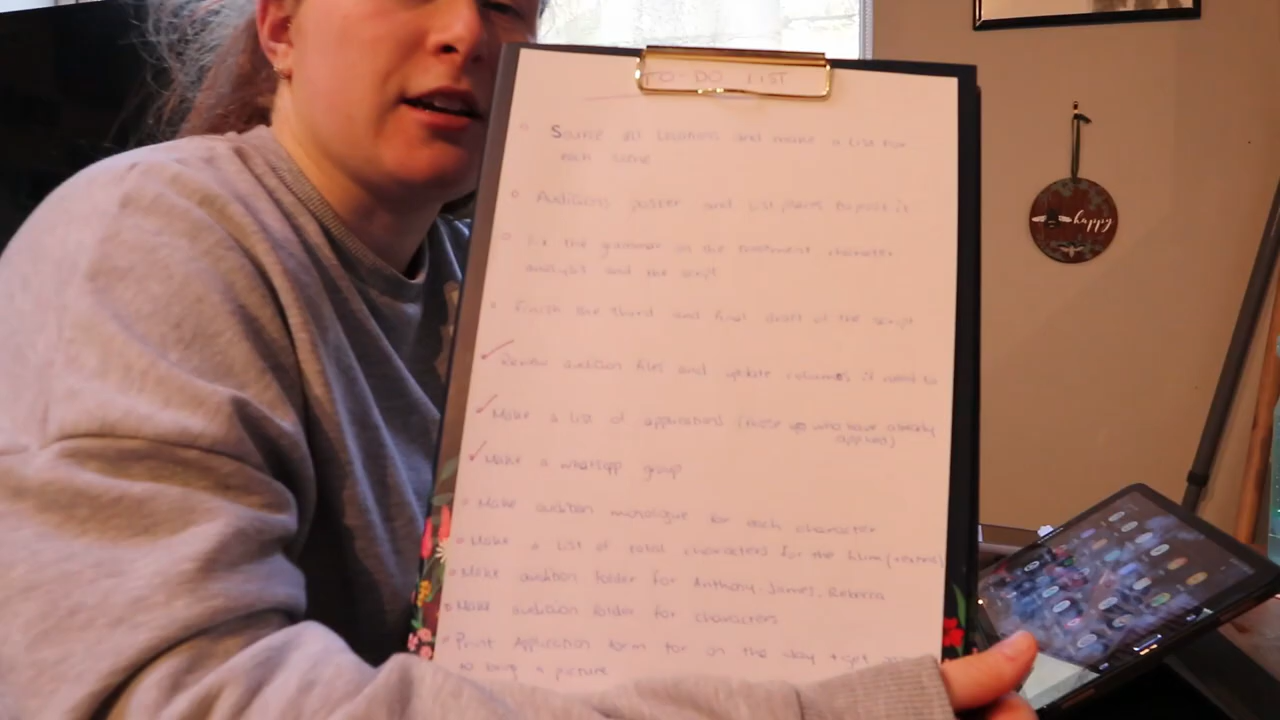 TO-DO LIST
Source all locations and make a list for
each scene
Auditions poster and list places to post it
Fix the grammar on the treatment character
analysis and the script
Finish the third and final draft of the script
Review audition files and update columns if need to
Make a list of applications (those who have already
applied)
Make a whatsapp group
Make audition monologue for each character
Make a list of total characters for the film
Make audition folder for Anthony, James, Rebecca
Make audition folder for characters
Print Application form for on the day
to bring a picture
happy